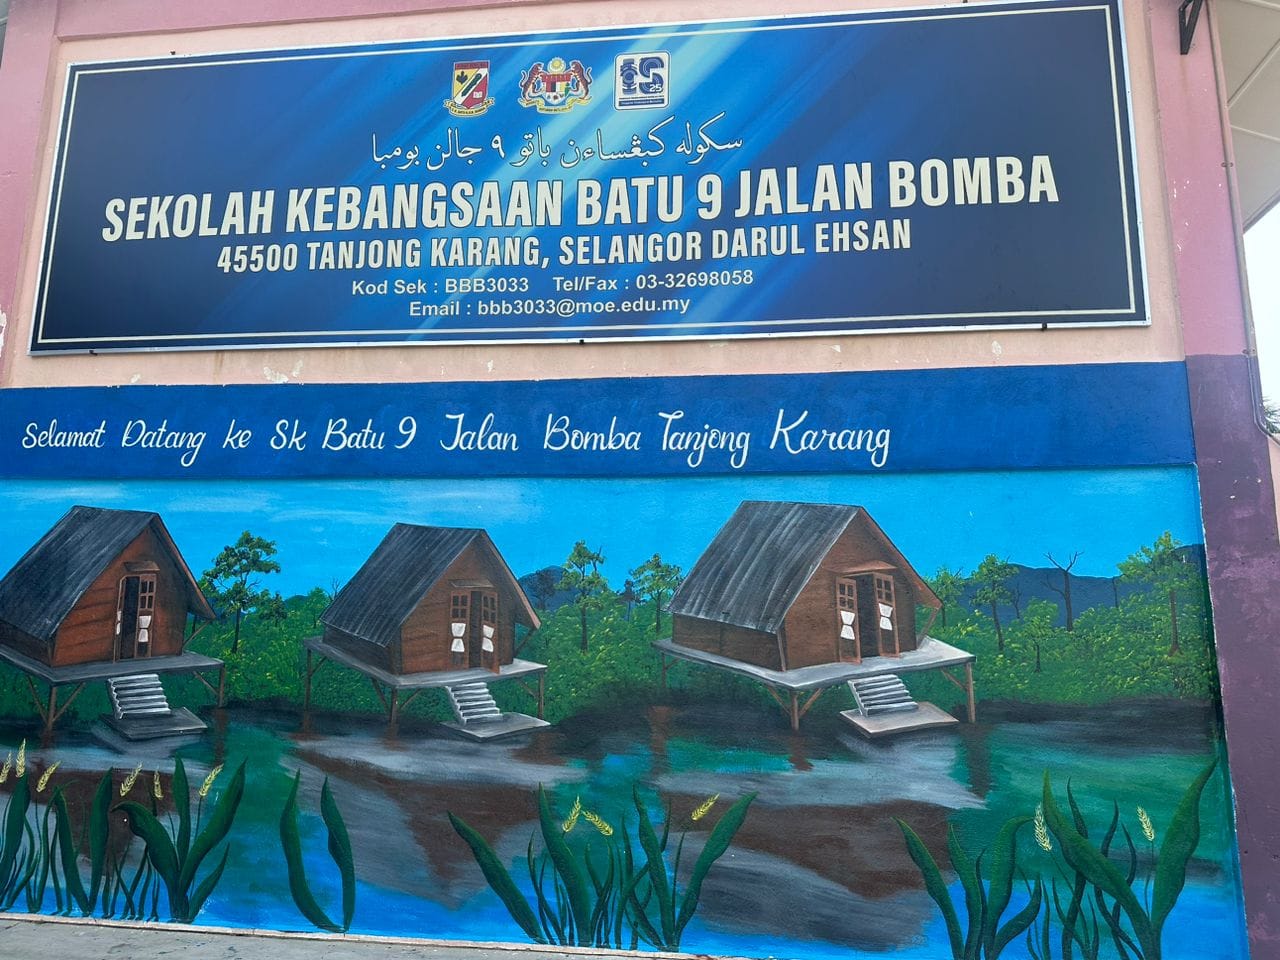 سكوله كبڠساءن باتو ٩ جالن بومبا
SEKOLAH KEBANGSAAN BATU 9 JALAN BOMBA
45500 TANJONG KARANG, SELANGOR DARUL EHSAN
Kod Sek : BBB3033 Tel/Fax : 03-32698058
Email : bbb3033@moe.edu.my
Selamat Datang ke Sk Batu 9 Jalan Bomba Tanjong Karang